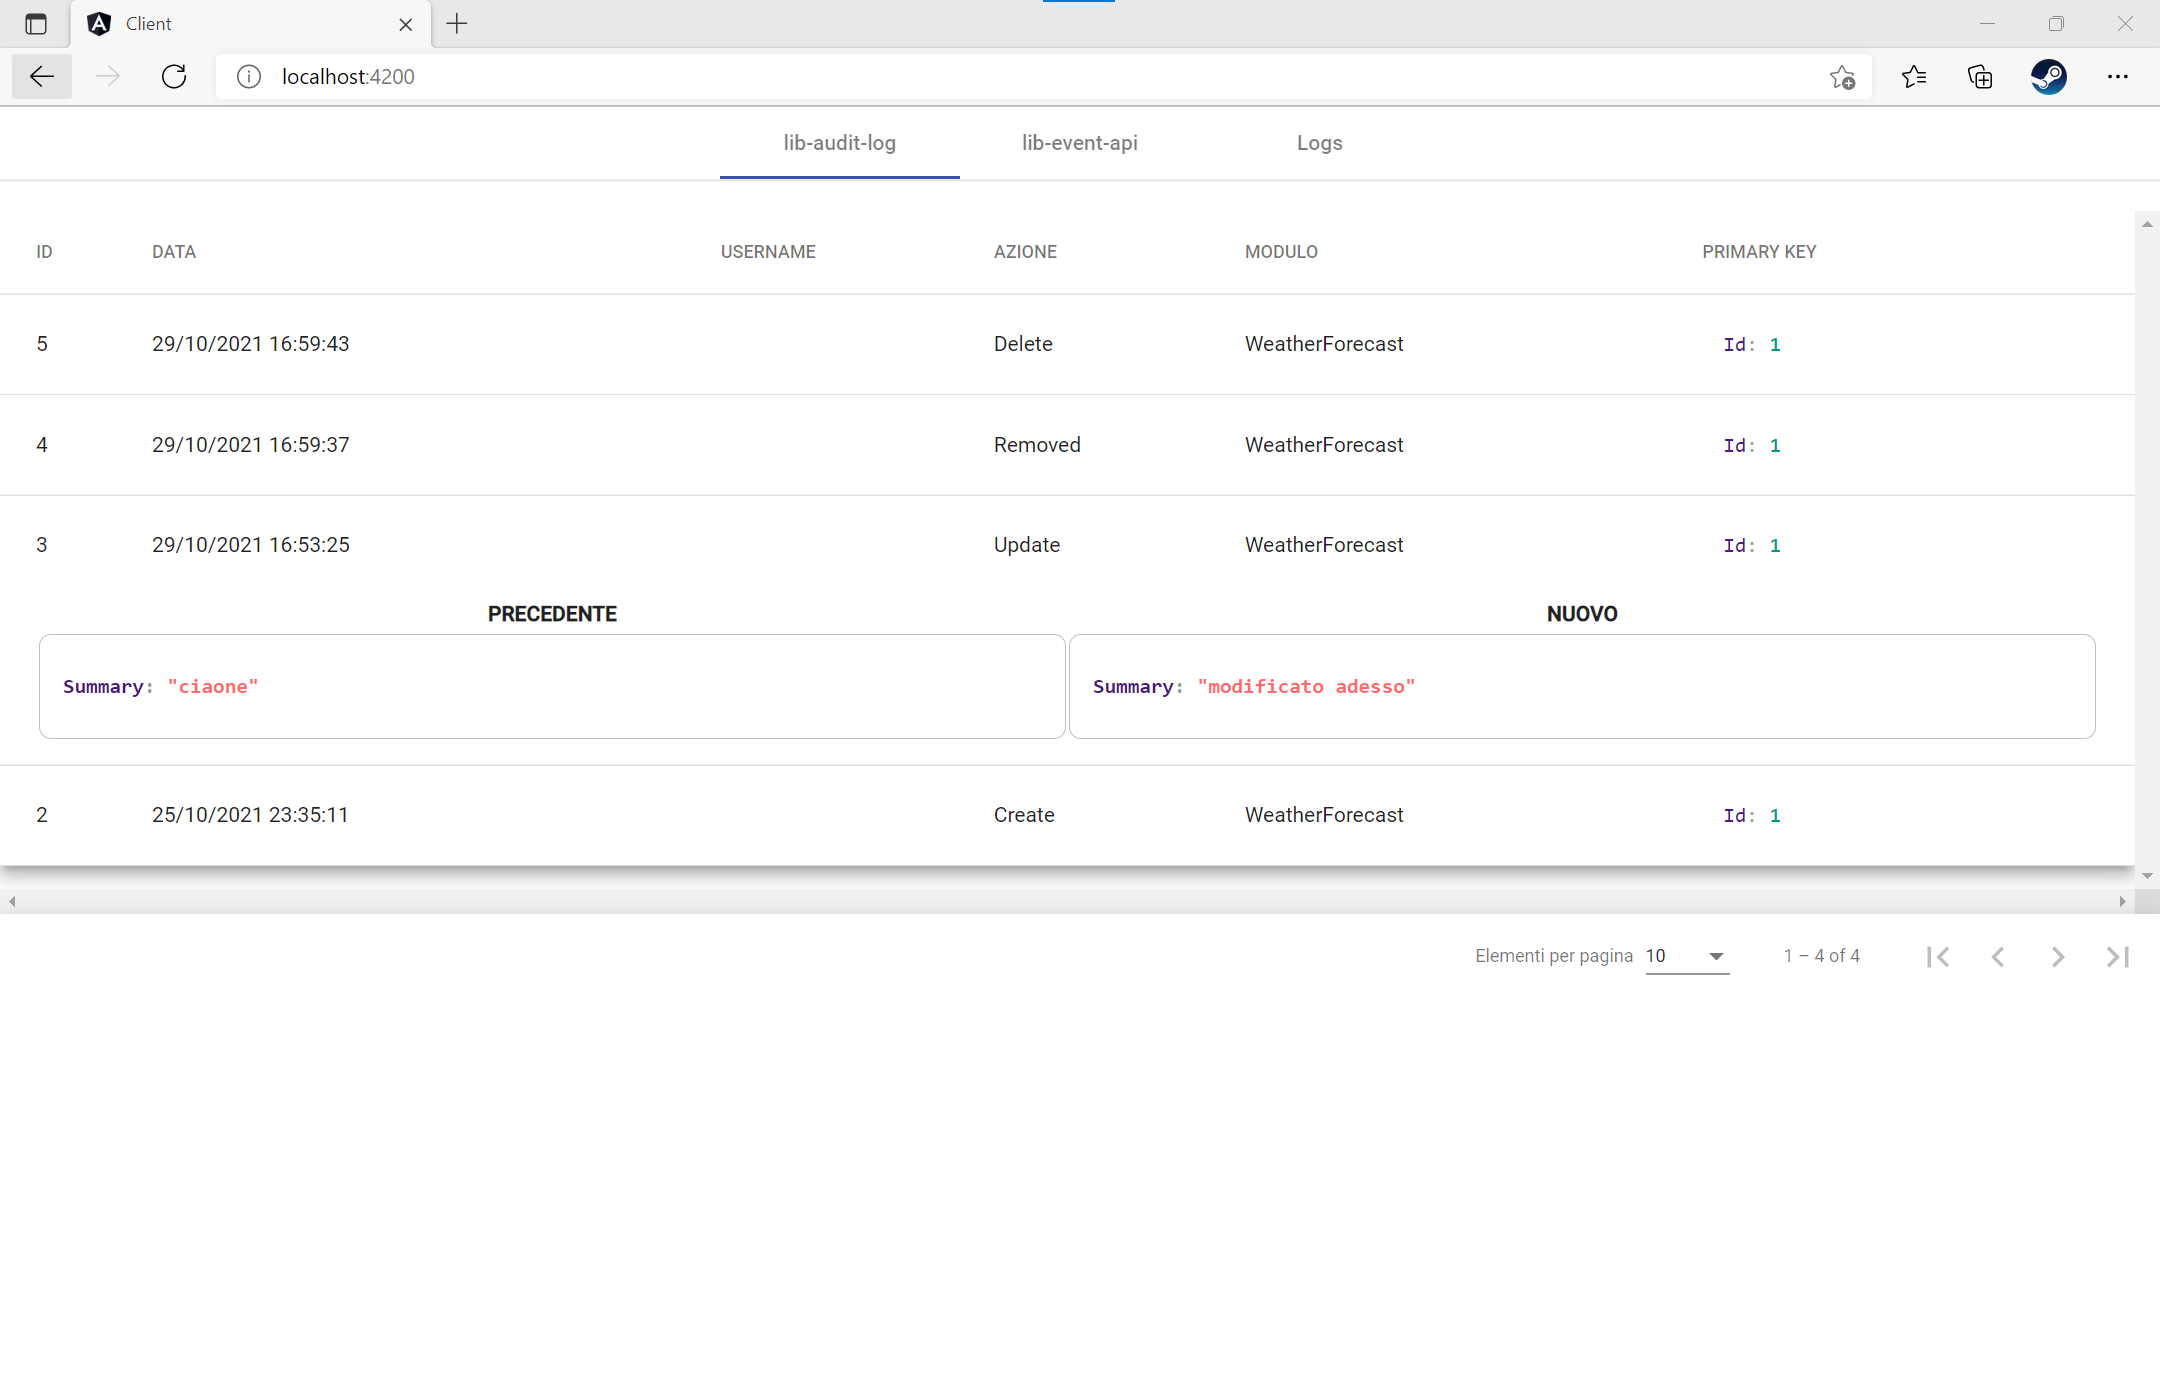 Client
localhost:4200
lib-audit-log lib-event-api Logs
ID DATA USERNAME AZIONE MODULO PRIMARY KEY
5 29/10/2021 16:59:43 Delete WeatherForecast Id: 1
4 29/10/2021 16:59:37 Removed WeatherForecast Id: 1
3 29/10/2021 16:53:25 Update WeatherForecast Id: 1
PRECEDENTE NUOVO
Summary: "ciaone" Summary: "modificato adesso"
2 25/10/2021 23:35:11 Create WeatherForecast Id: 1
Elementi per pagina 10 1 – 4 of 4